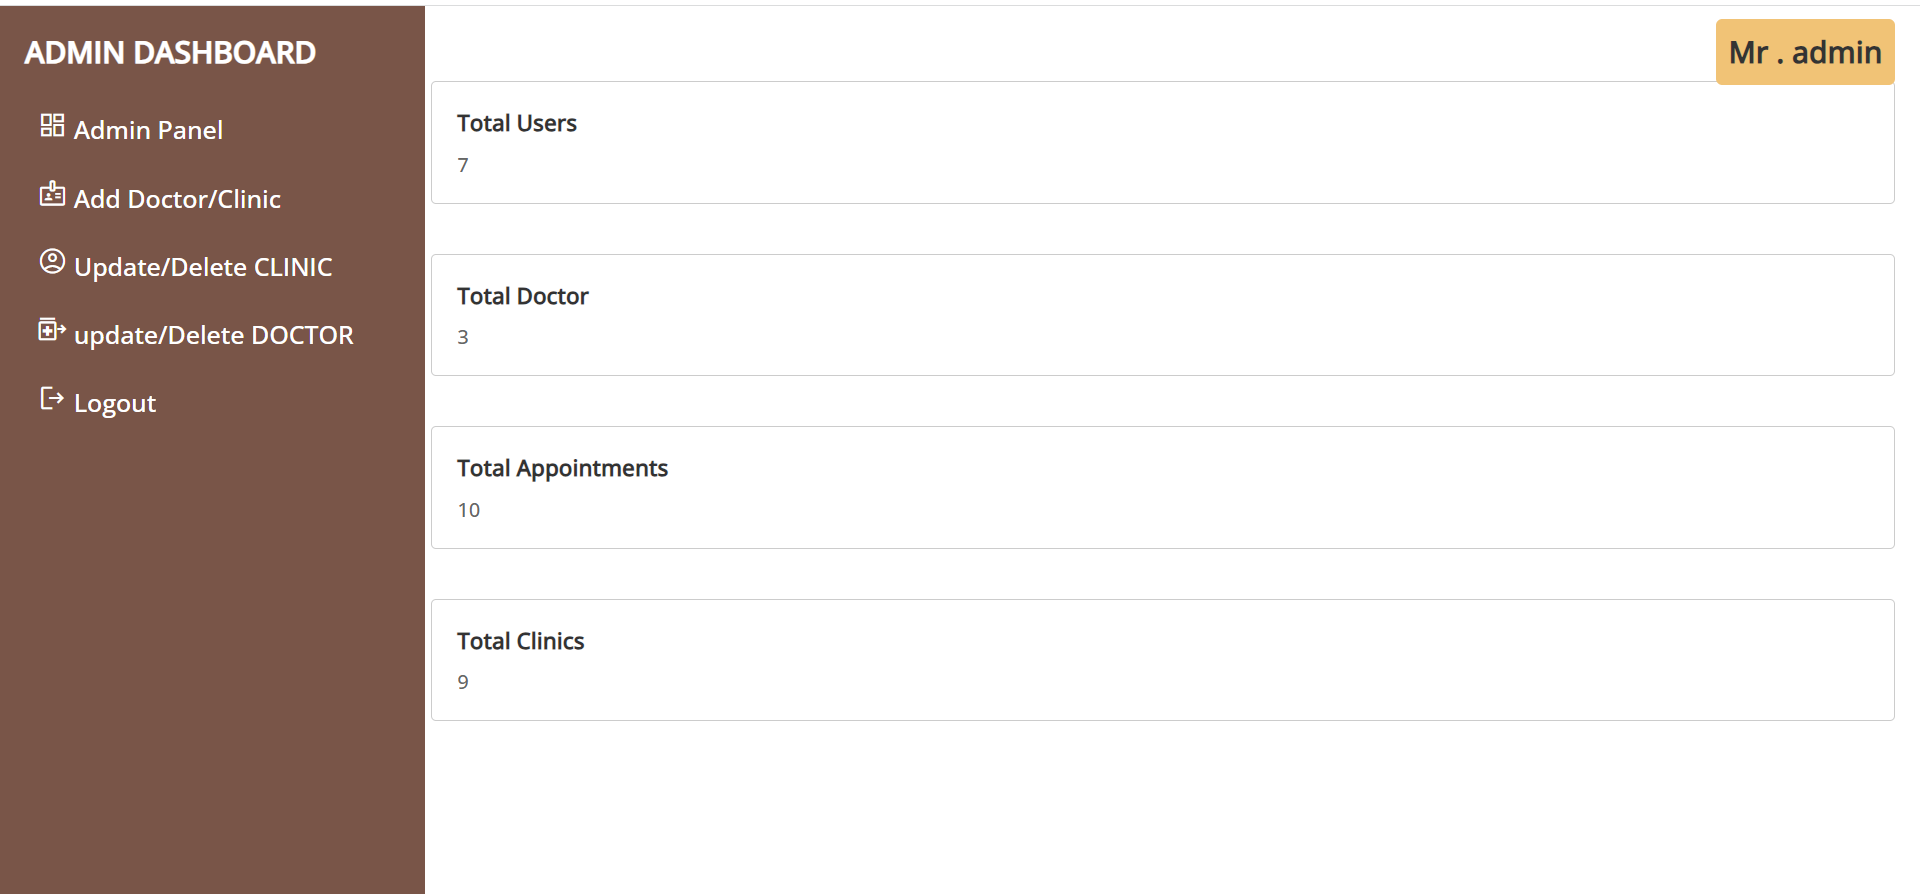 ADMIN DASHBOARD
Admin Panel
Add Doctor/Clinic
Update/Delete CLINIC
update/Delete DOCTOR
Logout
Mr . admin
Total Users
7
Total Doctor
3
Total Appointments
10
Total Clinics
9